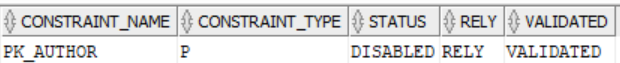 CONSTRAINT_NAME CONSTRAINT_TYPE STATUS RELY VALIDATED
PK_AUTHOR P DISABLED RELY VALIDATED